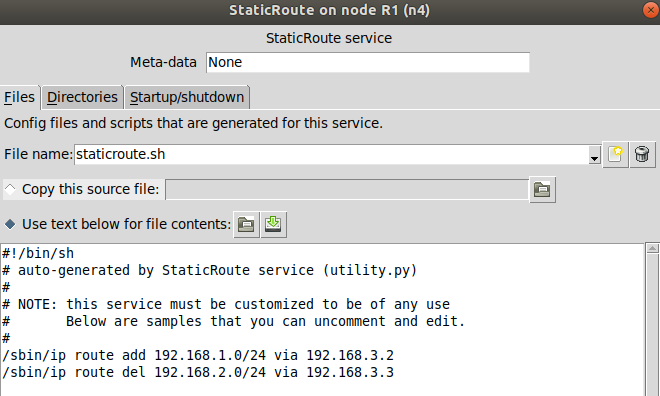 StaticRoute on node R1 (n4)
StaticRoute service
Meta-data None
Files Directories Startup/shutdown
Config files and scripts that are generated for this service.
File name: staticroute.sh
Copy this source file:
Use text below for file contents:
#!/bin/sh
# auto-generated by StaticRoute service (utility.py)
#
# NOTE: this service must be customized to be of any use
#       Below are samples that you can uncomment and edit.
#
/sbin/ip route add 192.168.1.0/24 via 192.168.3.2
/sbin/ip route del 192.168.2.0/24 via 192.168.3.3